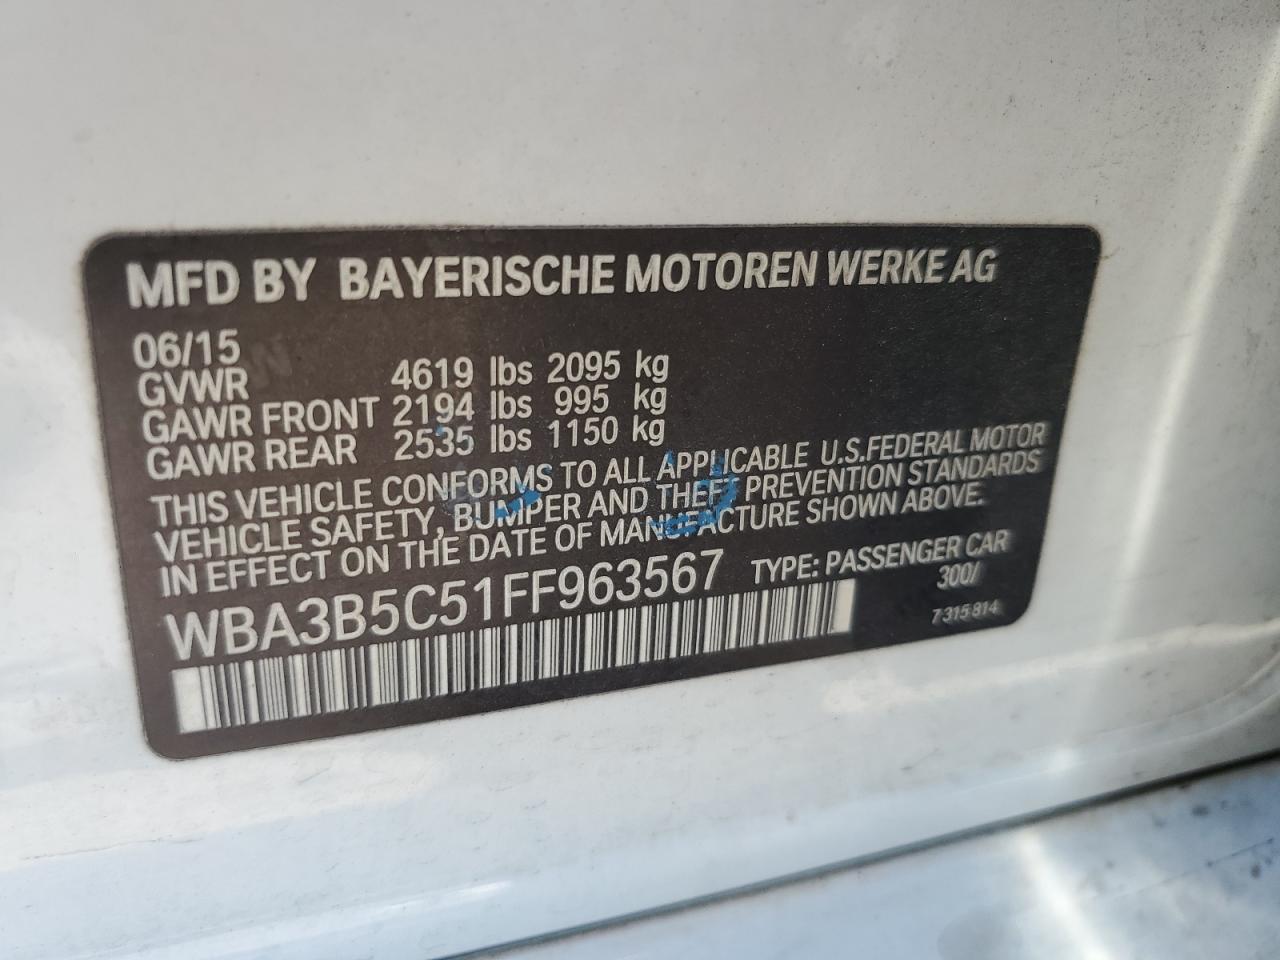 MFD BY BAYERISCHE MOTOREN WERKE AG
06/15
GVWR 4619 lbs 2095 kg
GAWR FRONT 2194 lbs 995 kg
GAWR REAR 2535 lbs 1150 kg
THIS VEHICLE CONFORMS TO ALL APPLICABLE U.S.FEDERAL MOTOR
VEHICLE SAFETY, BUMPER AND THEFT PREVENTION STANDARDS
IN EFFECT ON THE DATE OF MANUFACTURE SHOWN ABOVE.
WBA3B5C51FF963567 TYPE: PASSENGER CAR
300/
7 315 814